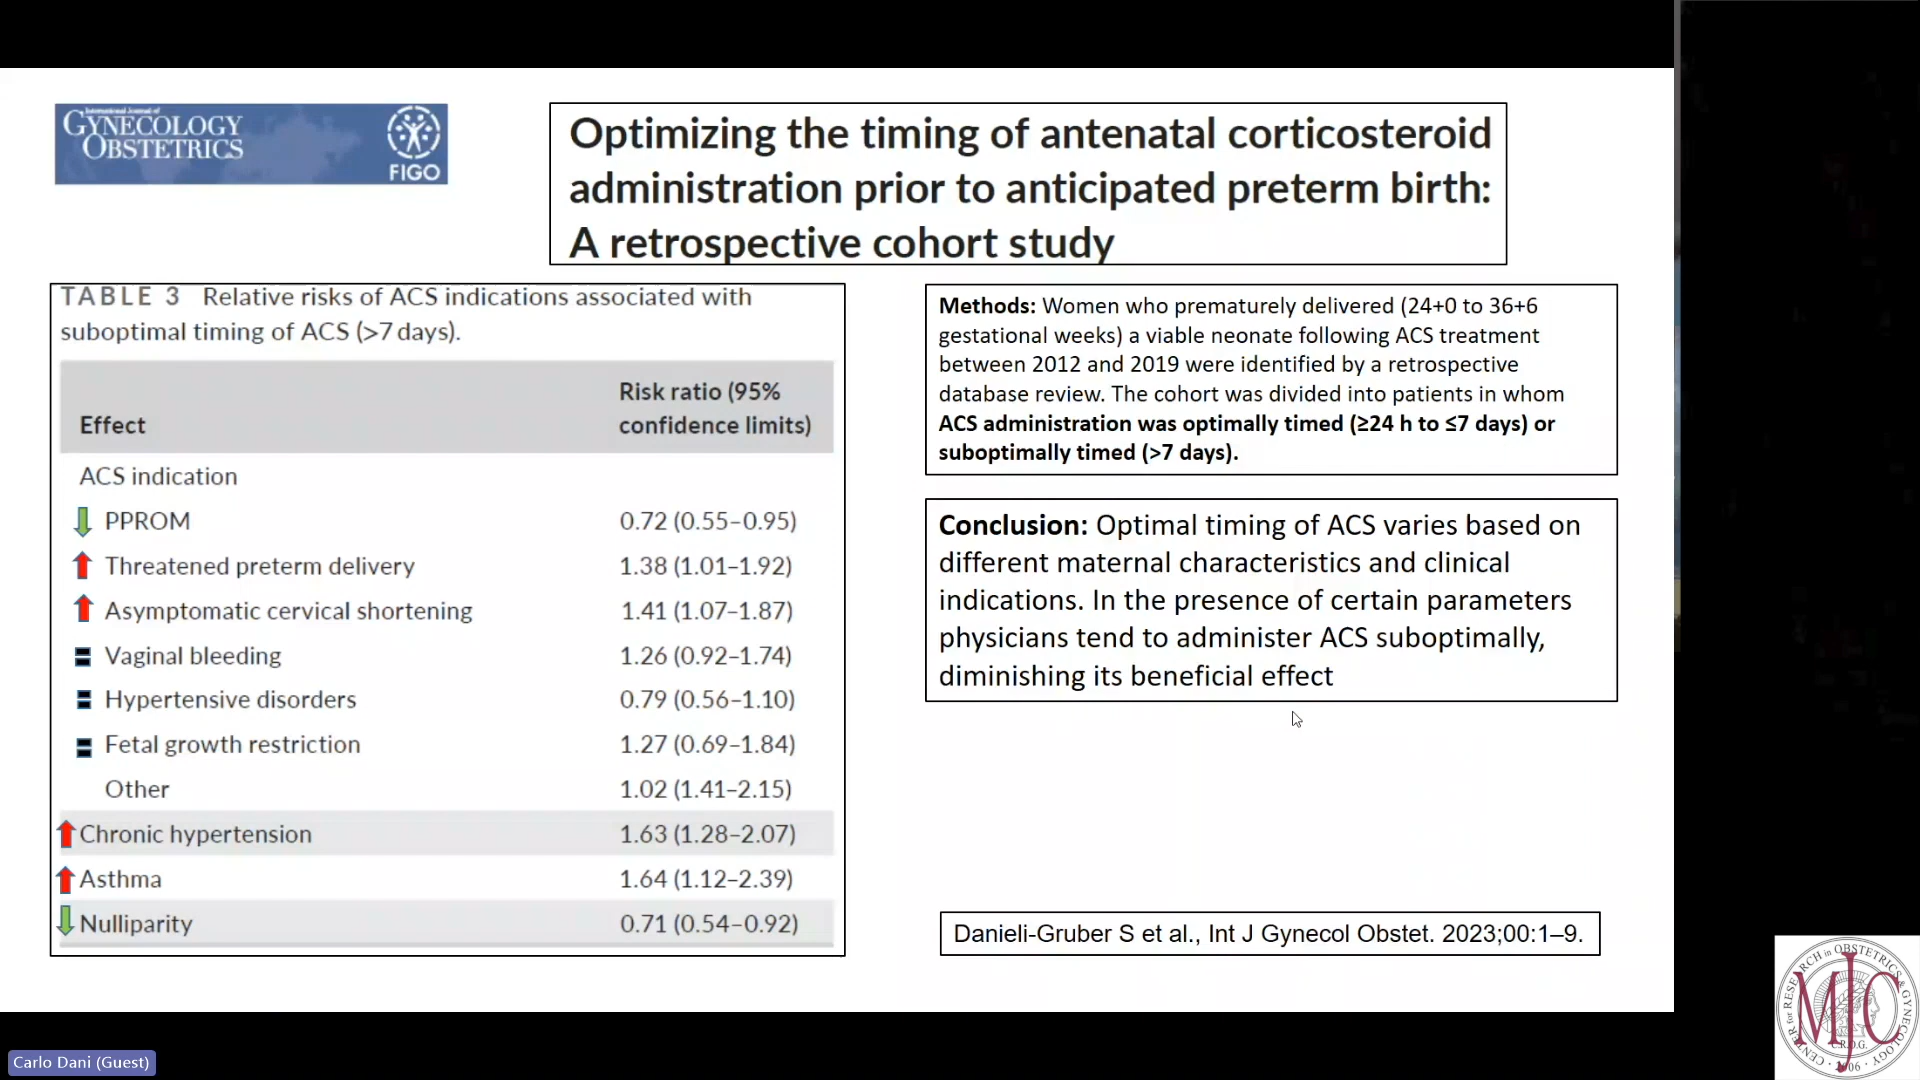 International Journal of
GYNECOLOGY
OBSTETRICS
FIGO
Optimizing the timing of antenatal corticosteroid
administration prior to anticipated preterm birth:
A retrospective cohort study
TABLE 3 Relative risks of ACS indications associated with
suboptimal timing of ACS (>7 days).
Effect Risk ratio (95% confidence limits)
ACS indication
PPROM 0.72 (0.55–0.95)
Threatened preterm delivery 1.38 (1.01–1.92)
Asymptomatic cervical shortening 1.41 (1.07–1.87)
Vaginal bleeding 1.26 (0.92–1.74)
Hypertensive disorders 0.79 (0.56–1.10)
Fetal growth restriction 1.27 (0.69–1.84)
Other 1.02 (1.41–2.15)
Chronic hypertension 1.63 (1.28–2.07)
Asthma 1.64 (1.12–2.39)
Nulliparity 0.71 (0.54–0.92)
Methods: Women who prematurely delivered (24+0 to 36+6
gestational weeks) a viable neonate following ACS treatment
between 2012 and 2019 were identified by a retrospective
database review. The cohort was divided into patients in whom
ACS administration was optimally timed (≥24 h to ≤7 days) or
suboptimally timed (>7 days).
Conclusion: Optimal timing of ACS varies based on
different maternal characteristics and clinical
indications. In the presence of certain parameters
physicians tend to administer ACS suboptimally,
diminishing its beneficial effect
Danieli-Gruber S et al., Int J Gynecol Obstet. 2023;00:1–9.
CENTER for RESEARCH in OBSTETRICS & GYNECOLOGY
MJC
C.R.O.G.
2006
Carlo Dani (Guest)